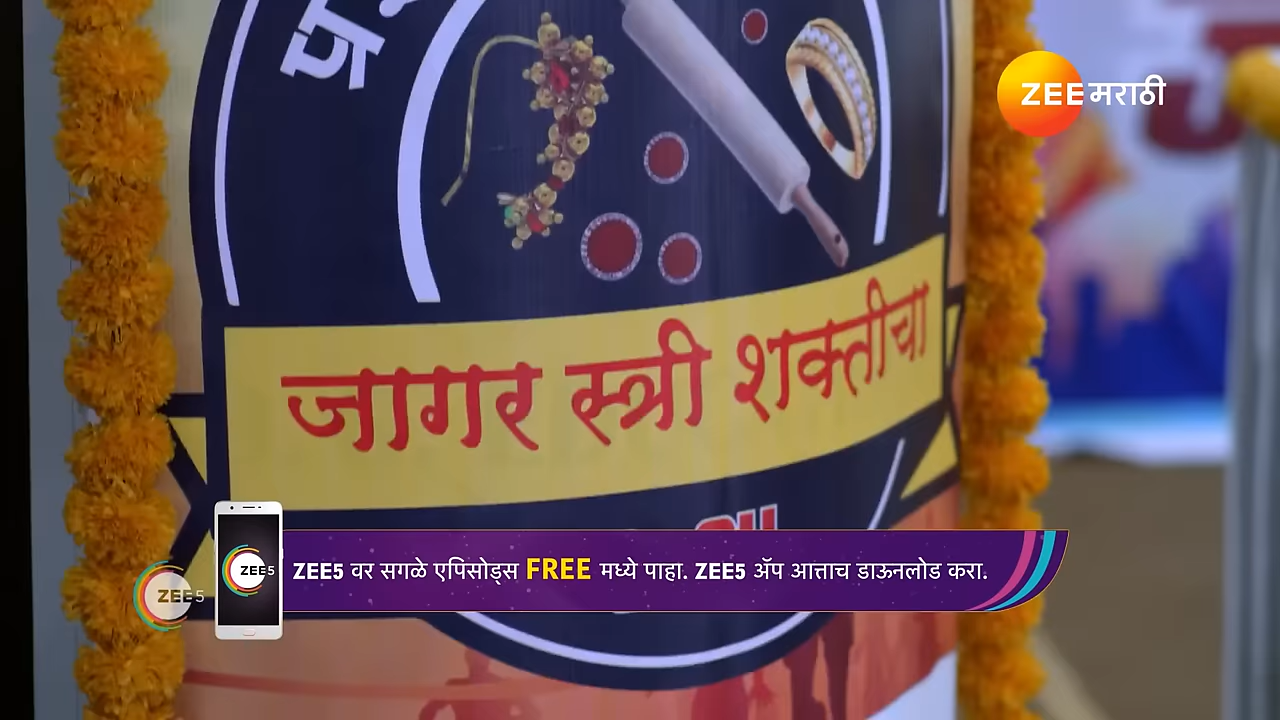 ZEE मराठी
जागर स्त्री शक्तीचा
ZEE5 वर सगळे एपिसोड्स FREE मध्ये पाहा. ZEE5 ॲप आत्ताच डाऊनलोड करा.
ZEE5
ZEE5